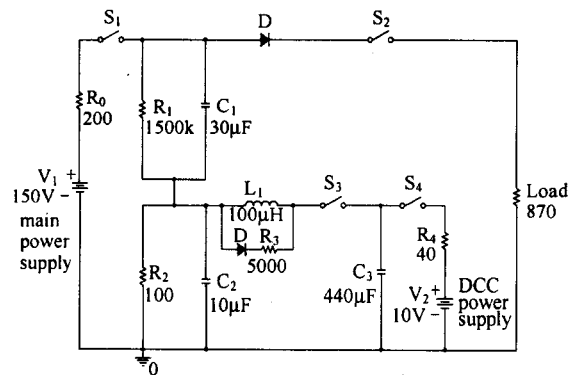 S1
D
S2
R0
200
R1
1500k
C1
30μF
V1 +
150V −
main
power
supply
L1
100μH
D
R3
5000
S3
S4
Load
870
R2
100
C2
10μF
C3
440μF
R4
40
V2 +
10V −
DCC
power
supply
0